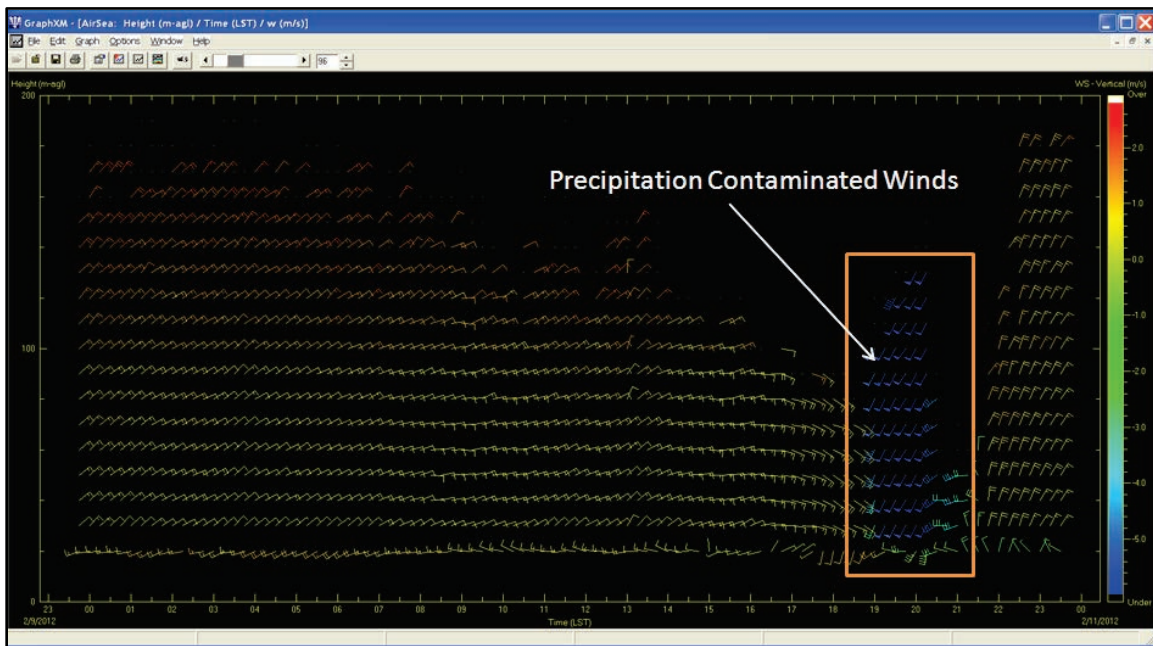 GraphXM - [AirSea: Height (m-agl) / Time (LST) / w (m/s)]
File Edit Graph Options Window Help
96
Height (m-agl) WS - Vertical (m/s)
200 Over
2.0
Precipitation Contaminated Winds
1.0
0.0
-1.0
100
-2.0
-3.0
-4.0
-5.0
0 Under
23 00 01 02 03 04 05 06 07 08 09 10 11 12 13 14 15 16 17 18 19 20 21 22 23 00
2/9/2012 Time (LST) 2/11/2012